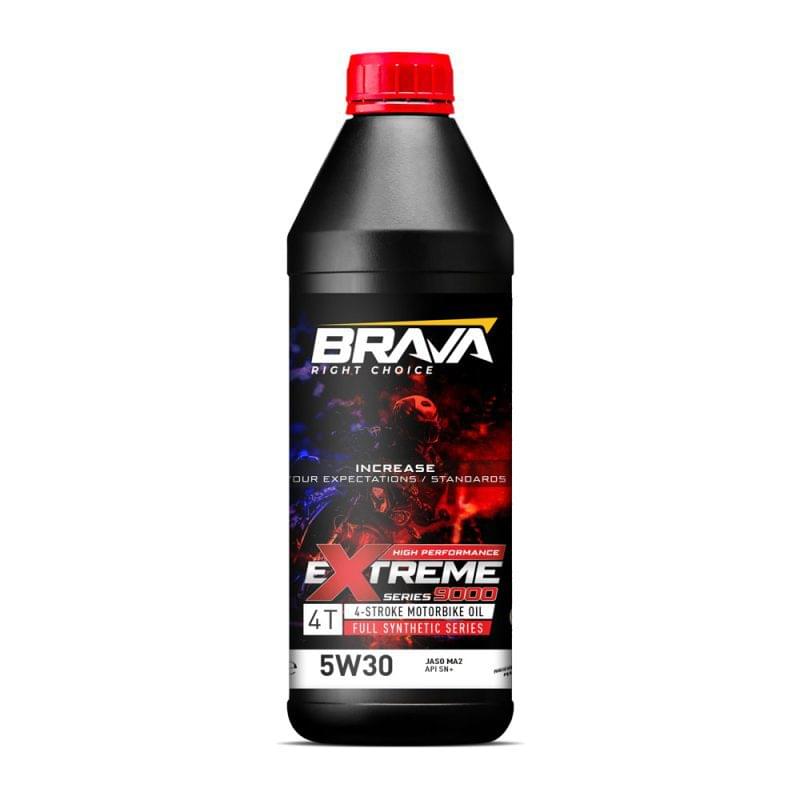 BRAVA
RIGHT CHOICE
INCREASE
OUR EXPECTATIONS / STANDARDS
HIGH PERFORMANCE
EXTREME
SERIES 9000
4T
4-STROKE MOTORBIKE OIL
FULL SYNTHETIC SERIES
5W30
JASO MA2
API SN+